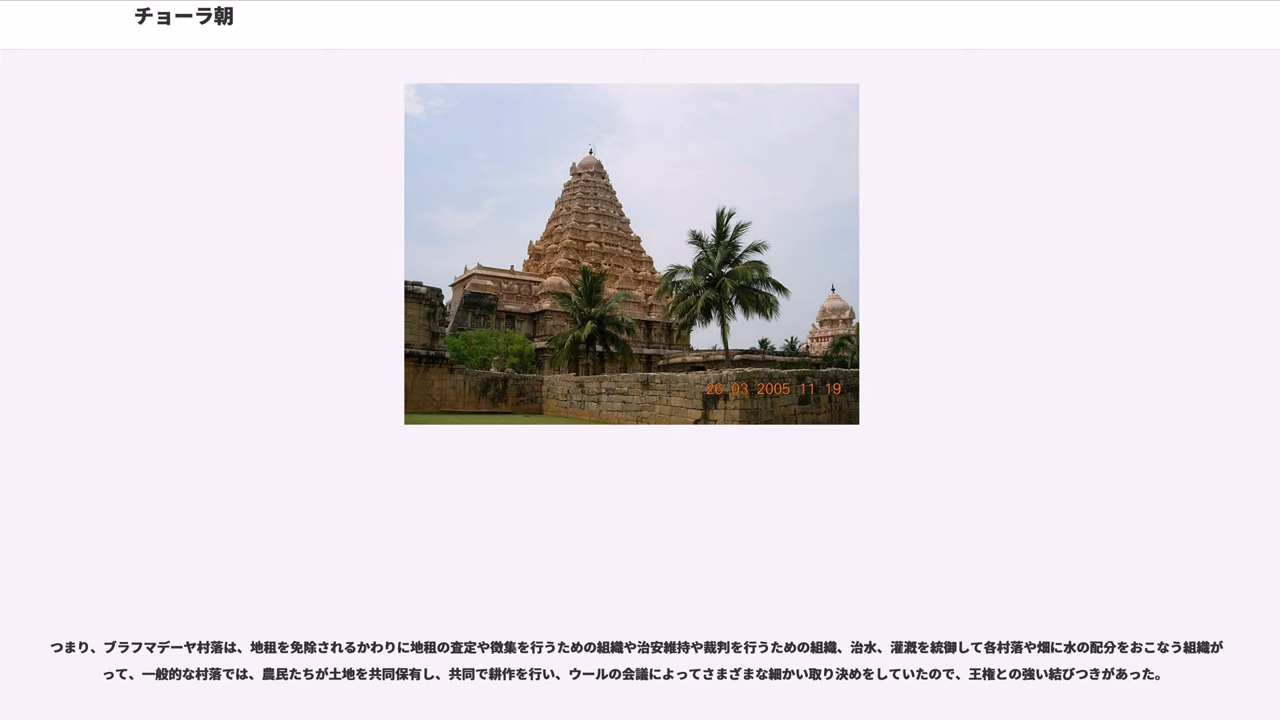 チョーラ朝
26 03 2005 11 19
つまり、ブラフマデーヤ村落は、地租を免除されるかわりに地租の査定や徴集を行うための組織や治安維持や裁判を行うための組織、治水、灌漑を統御して各村落や畑に水の配分をおこなう組織が
って、一般的な村落では、農民たちが土地を共同保有し、共同で耕作を行い、ウールの会議によってさまざまな細かい取り決めをしていたので、王権との強い結びつきがあった。